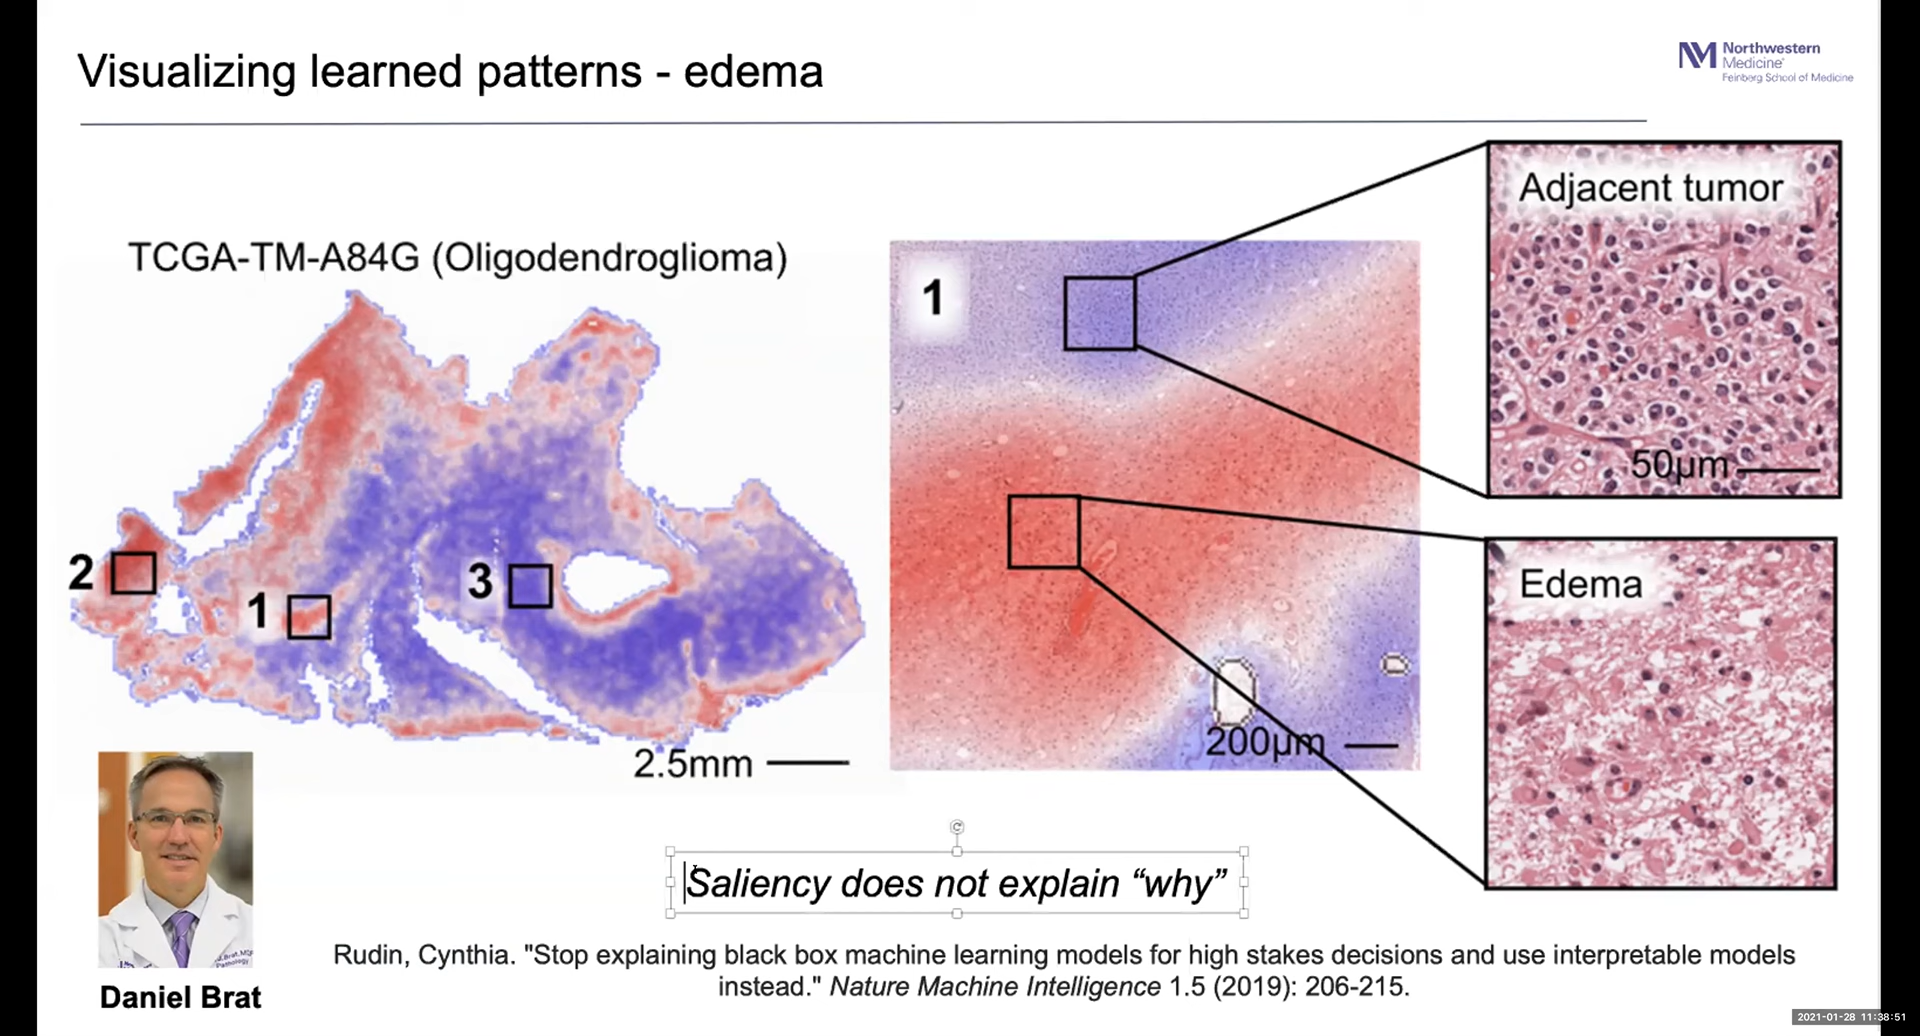 Visualizing learned patterns - edema
Northwestern
Medicine®
Feinberg School of Medicine
TCGA-TM-A84G (Oligodendroglioma)
1
Adjacent tumor
50µm
2
1
3
Edema
2.5mm
200µm
Saliency does not explain “why”
Daniel Brat
Rudin, Cynthia. "Stop explaining black box machine learning models for high stakes decisions and use interpretable models
instead." Nature Machine Intelligence 1.5 (2019): 206-215.
2021-01-28 11:38:51